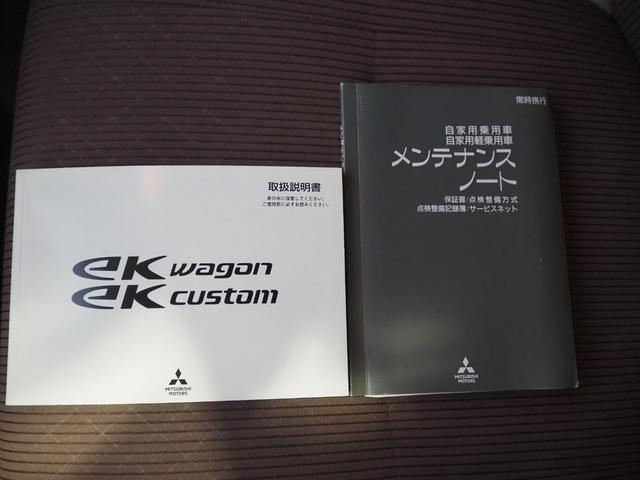 取扱説明書
車の中に保管してください。
ご使用前に必ずお読みください。
eK wagon
eK custom
MITSUBISHI
MOTORS
常時携行
自家用乗用車
自家用軽乗用車
メンテナンス
ノート
保証書/点検整備方式
点検整備記録簿/サービスネット
MITSUBISHI
MOTORS